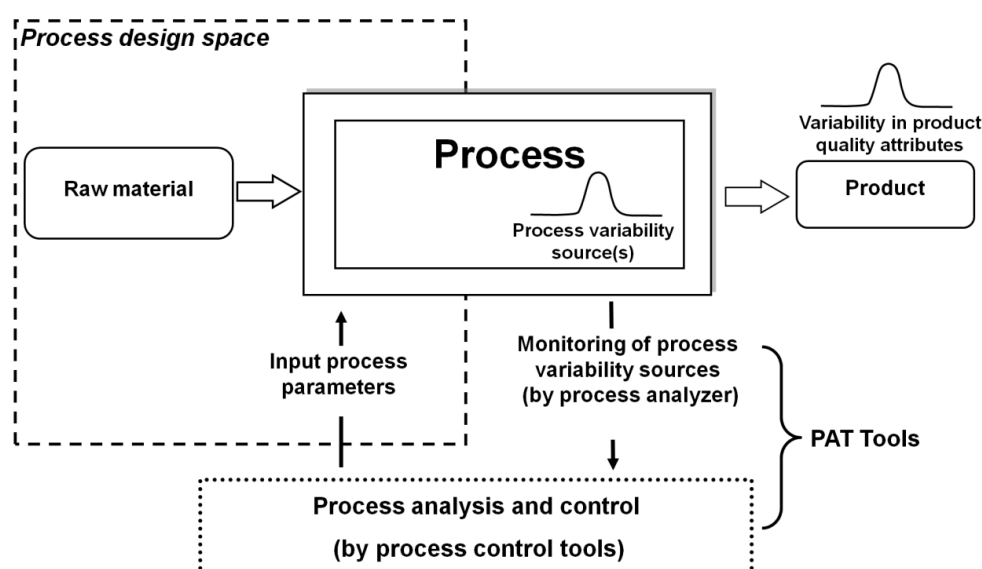 Process design space
Variability in product
quality attributes
Raw material
Process
Process variability
source(s)
Product
Input process
parameters
Monitoring of process
variability sources
(by process analyzer)
PAT Tools
Process analysis and control
(by process control tools)